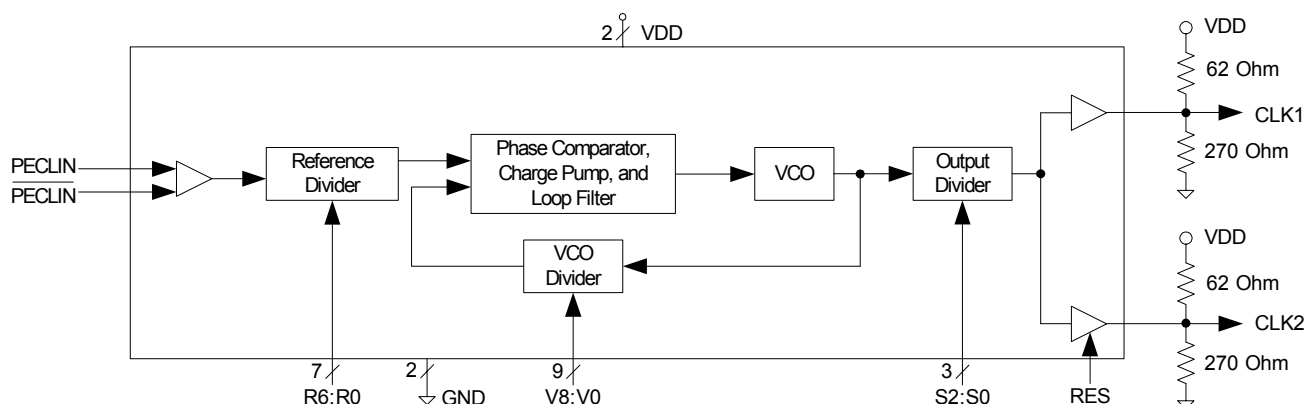 2 VDD
VDD
62 Ohm
CLK1
270 Ohm
PECLIN
PECLIN
Reference
Divider
Phase Comparator,
Charge Pump, and
Loop Filter
VCO
Output
Divider
VCO
Divider
VDD
62 Ohm
CLK2
270 Ohm
7
R6:R0
2
GND
9
V8:V0
3
S2:S0
RES